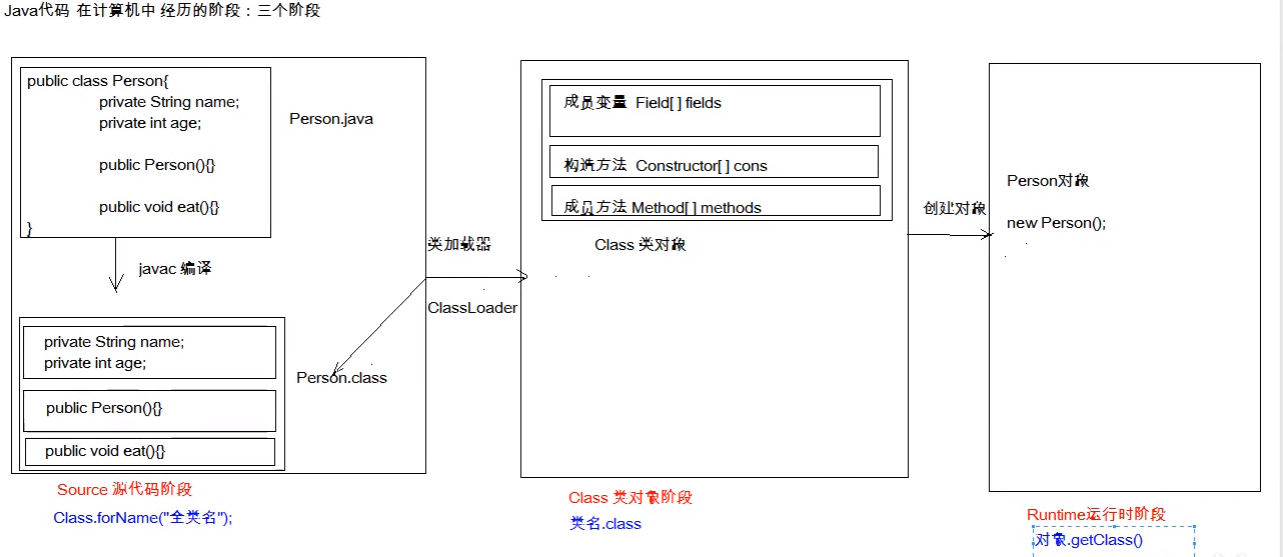 Java代码 在计算机中 经历的阶段：三个阶段
public class Person{
private String name;
private int age;
public Person(){}
public void eat(){}
}
Person.java
javac 编译
private String name;
private int age;
public Person(){}
public void eat(){}
Person.class
Source 源代码阶段
Class.forName("全类名");
类加载器
ClassLoader
成员变量 Field[ ] fields
构造方法 Constructor[ ] cons
成员方法 Method[ ] methods
Class 类对象
Class 类对象阶段
类名.class
创建对象
Person对象
new Person();
Runtime运行时阶段
对象.getClass()